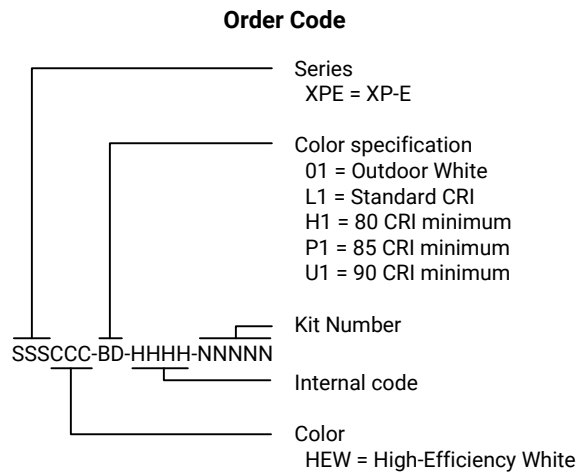 Order Code
Series
XPE = XP-E
Color specification
01 = Outdoor White
L1 = Standard CRI
H1 = 80 CRI minimum
P1 = 85 CRI minimum
U1 = 90 CRI minimum
Kit Number
SSSCCC-BD-HHHH-NNNNN
Internal code
Color
HEW = High-Efficiency White